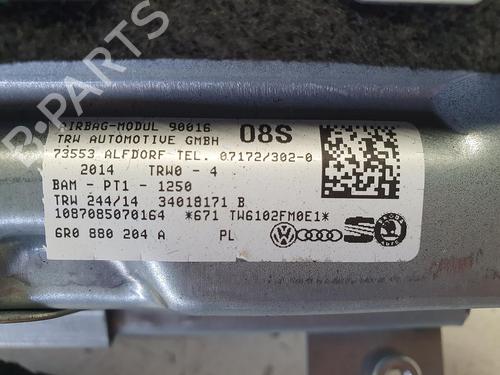 B-PARTS
AIRBAG-MODUL 90016 08S
TRW AUTOMOTIVE GMBH
73553 ALFDORF TEL. 07172/302-0
2014 TRW0 - 4
BAM - PT1 - 1250
TRW 244/14 34018171 B
1087085070164 *671 TW6102FM0E1*
6R0 880 204 A PL